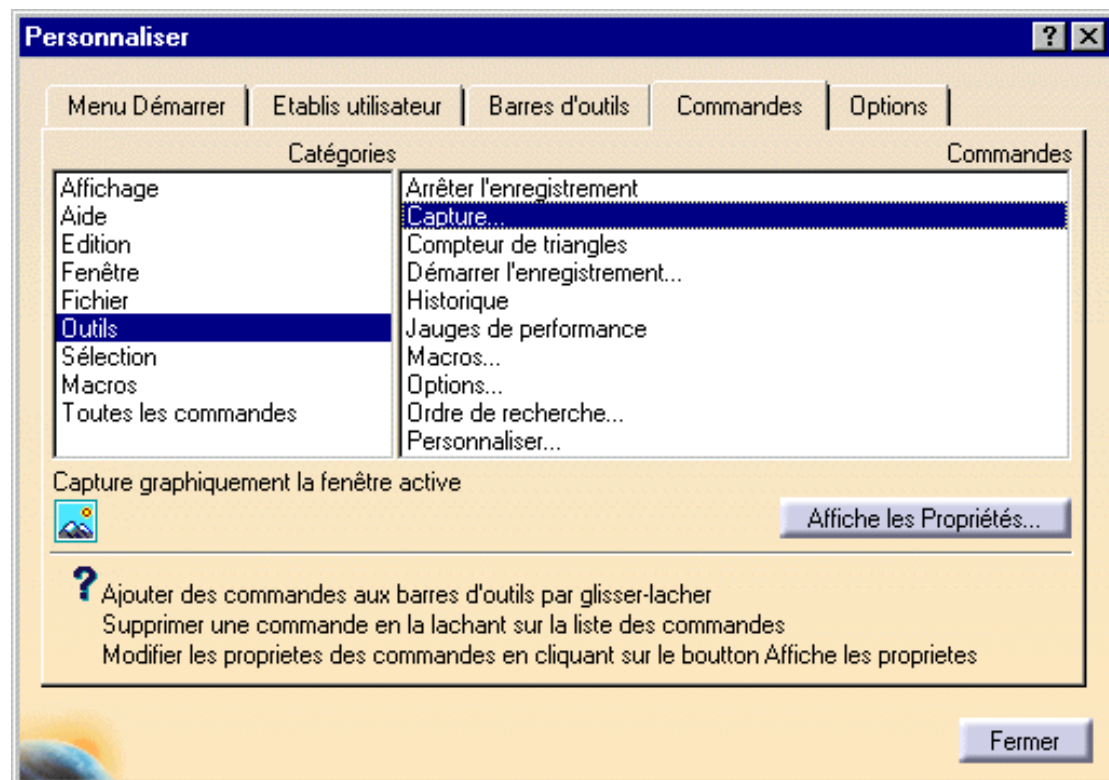 Personnaliser
Menu Démarrer Etablis utilisateur Barres d'outils Commandes Options
Catégories Commandes
Affichage
Aide
Edition
Fenêtre
Fichier
Outils
Sélection
Macros
Toutes les commandes
Arrêter l'enregistrement
Capture...
Compteur de triangles
Démarrer l'enregistrement...
Historique
Jauges de performance
Macros...
Options...
Ordre de recherche...
Personnaliser...
Capture graphiquement la fenêtre active
Affiche les Propriétés...
? Ajouter des commandes aux barres d'outils par glisser-lacher
Supprimer une commande en la lachant sur la liste des commandes
Modifier les proprietes des commandes en cliquant sur le boutton Affiche les proprietes
Fermer